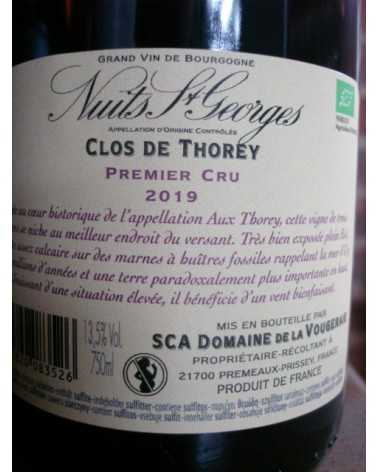 GRAND VIN DE BOURGOGNE
Nuits St Georges
APPELLATION D'ORIGINE CONTRÔLÉE
CLOS DE THOREY
PREMIER CRU
2019
au cœur historique de l'appellation Aux Thorey, cette vigne de
se niche au meilleur endroit du versant. Très bien exposée plein
assez calcaire sur des marnes à huîtres fossiles rappelant la mer d'il y
d'années et une terre paradoxalement plus importante en haut.
d'une situation élevée, il bénéficie d'un vent bienfaisant.
MIS EN BOUTEILLE PAR
SCA DOMAINE DE LA VOUGERAIE
PROPRIÉTAIRE-RÉCOLTANT À
21700 PREMEAUX-PRISSEY, FRANCE
PRODUIT DE FRANCE
13,5% Vol.
750ml
083526